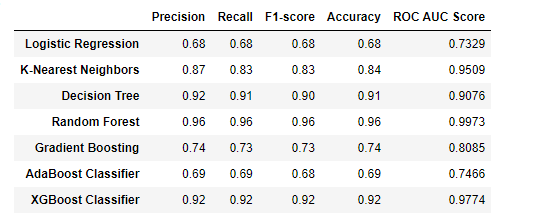 Precision Recall F1-score Accuracy ROC AUC Score
Logistic Regression 0.68 0.68 0.68 0.68 0.7329
K-Nearest Neighbors 0.87 0.83 0.83 0.84 0.9509
Decision Tree 0.92 0.91 0.90 0.91 0.9076
Random Forest 0.96 0.96 0.96 0.96 0.9973
Gradient Boosting 0.74 0.73 0.73 0.74 0.8085
AdaBoost Classifier 0.69 0.69 0.68 0.69 0.7466
XGBoost Classifier 0.92 0.92 0.92 0.92 0.9774